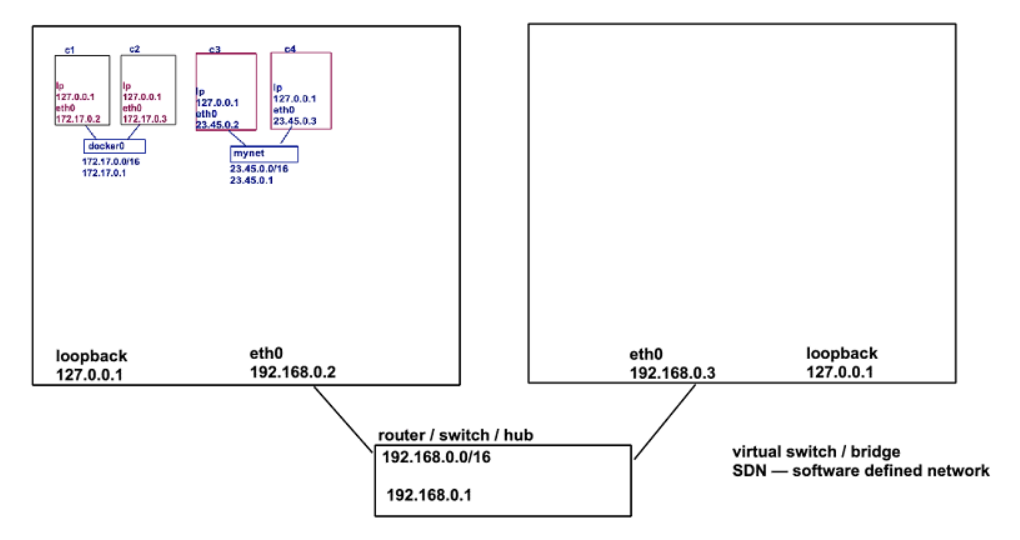 c1
lp
127.0.0.1
eth0
172.17.0.2
c2
lp
127.0.0.1
eth0
172.17.0.3
docker0
172.17.0.0/16
172.17.0.1
c3
lp
127.0.0.1
eth0
23.45.0.2
c4
lp
127.0.0.1
eth0
23.45.0.3
mynet
23.45.0.0/16
23.45.0.1
loopback
127.0.0.1
eth0
192.168.0.2
eth0
192.168.0.3
loopback
127.0.0.1
router / switch / hub
192.168.0.0/16
192.168.0.1
virtual switch / bridge
SDN — software defined network